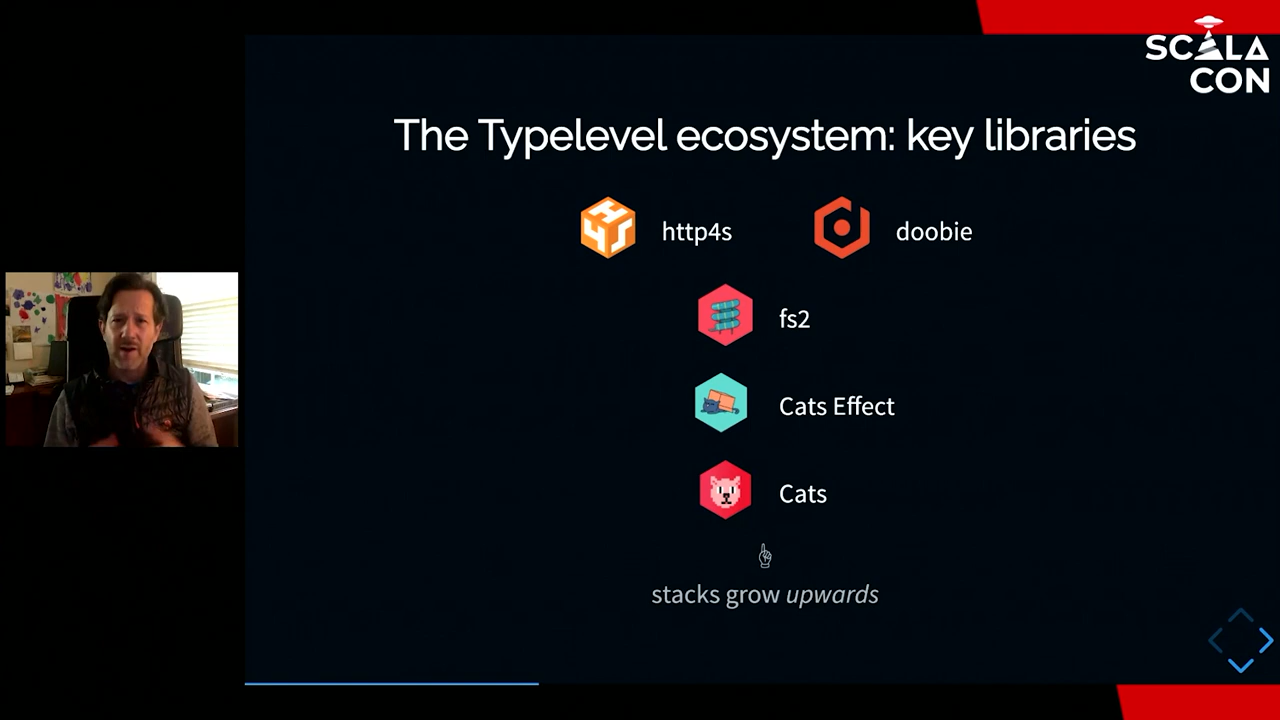 SCALA
CON
The Typelevel ecosystem: key libraries
http4s
doobie
fs2
Cats Effect
Cats
stacks grow upwards